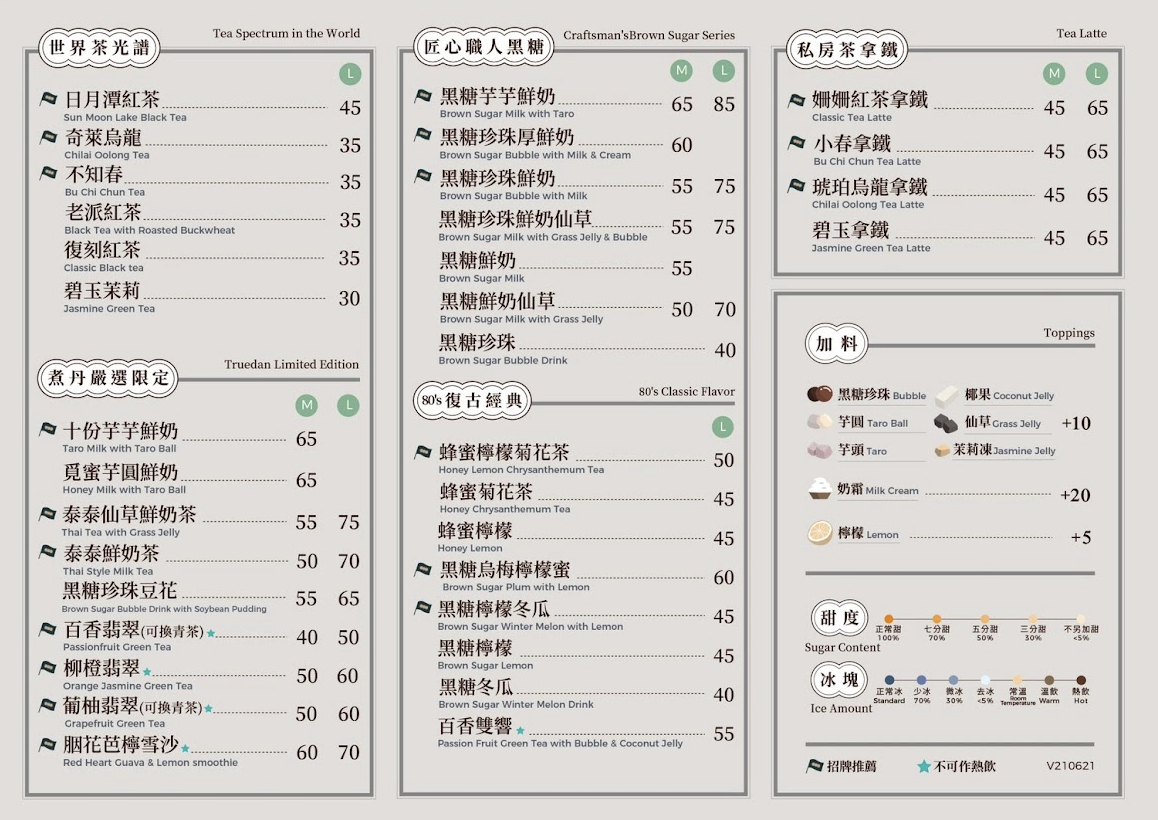 世界茶光譜
Tea Spectrum in the World
L
日月潭紅茶 45
Sun Moon Lake Black Tea
奇萊烏龍 35
Chilai Oolong Tea
不知春 35
Bu Chi Chun Tea
老派紅茶 35
Black Tea with Roasted Buckwheat
復刻紅茶 35
Classic Black tea
碧玉茉莉 30
Jasmine Green Tea
煮丹嚴選限定
Truedan Limited Edition
M L
十份芋芋鮮奶 65
Taro Milk with Taro Ball
覓蜜芋圓鮮奶 65
Honey Milk with Taro Ball
泰泰仙草鮮奶茶 55 75
Thai Tea with Grass Jelly
泰泰鮮奶茶 50 70
Thai Style Milk Tea
黑糖珍珠豆花 55 65
Brown Sugar Bubble Drink with Soybean Pudding
百香翡翠(可換青茶) 40 50
Passionfruit Green Tea
柳橙翡翠 50 60
Orange Jasmine Green Tea
葡柚翡翠(可換青茶) 50 60
Grapefruit Green Tea
胭花芭檸雪沙 60 70
Red Heart Guava & Lemon smoothie
匠心職人黑糖
Craftsman'sBrown Sugar Series
M L
黑糖芋芋鮮奶 65 85
Brown Sugar Milk with Taro
黑糖珍珠厚鮮奶 60
Brown Sugar Bubble with Milk & Cream
黑糖珍珠鮮奶 55 75
Brown Sugar Bubble with Milk
黑糖珍珠鮮奶仙草 55 75
Brown Sugar Milk with Grass Jelly & Bubble
黑糖鮮奶 55
Brown Sugar Milk
黑糖鮮奶仙草 50 70
Brown Sugar Milk with Grass Jelly
黑糖珍珠 40
Brown Sugar Bubble Drink
80's復古經典
80's Classic Flavor
L
蜂蜜檸檬菊花茶 50
Honey Lemon Chrysanthemum Tea
蜂蜜菊花茶 45
Honey Chrysanthemum Tea
蜂蜜檸檬 45
Honey Lemon
黑糖烏梅檸檬蜜 60
Brown Sugar Plum with Lemon
黑糖檸檬冬瓜 45
Brown Sugar Winter Melon with Lemon
黑糖檸檬 45
Brown Sugar Lemon
黑糖冬瓜 40
Brown Sugar Winter Melon Drink
百香雙響 55
Passion Fruit Green Tea with Bubble & Coconut Jelly
私房茶拿鐵
Tea Latte
M L
姍姍紅茶拿鐵 45 65
Classic Tea Latte
小春拿鐵 45 65
Bu Chi Chun Tea Latte
琥珀烏龍拿鐵 45 65
Chilai Oolong Tea Latte
碧玉拿鐵 45 65
Jasmine Green Tea Latte
加料
Toppings
黑糖珍珠 Bubble 椰果 Coconut Jelly
芋圓 Taro Ball 仙草 Grass Jelly +10
芋頭 Taro 茉莉凍 Jasmine Jelly
奶霜 Milk Cream +20
檸檬 Lemon +5
甜度
Sugar Content
正常甜 七分甜 五分甜 三分甜 不另加甜
100% 70% 50% 30% <5%
冰塊
Ice Amount
正常冰 少冰 微冰 去冰 常溫 溫飲 熱飲
Standard 70% 30% <5% Room Temperature Warm Hot
招牌推薦 不可作熱飲 V210621